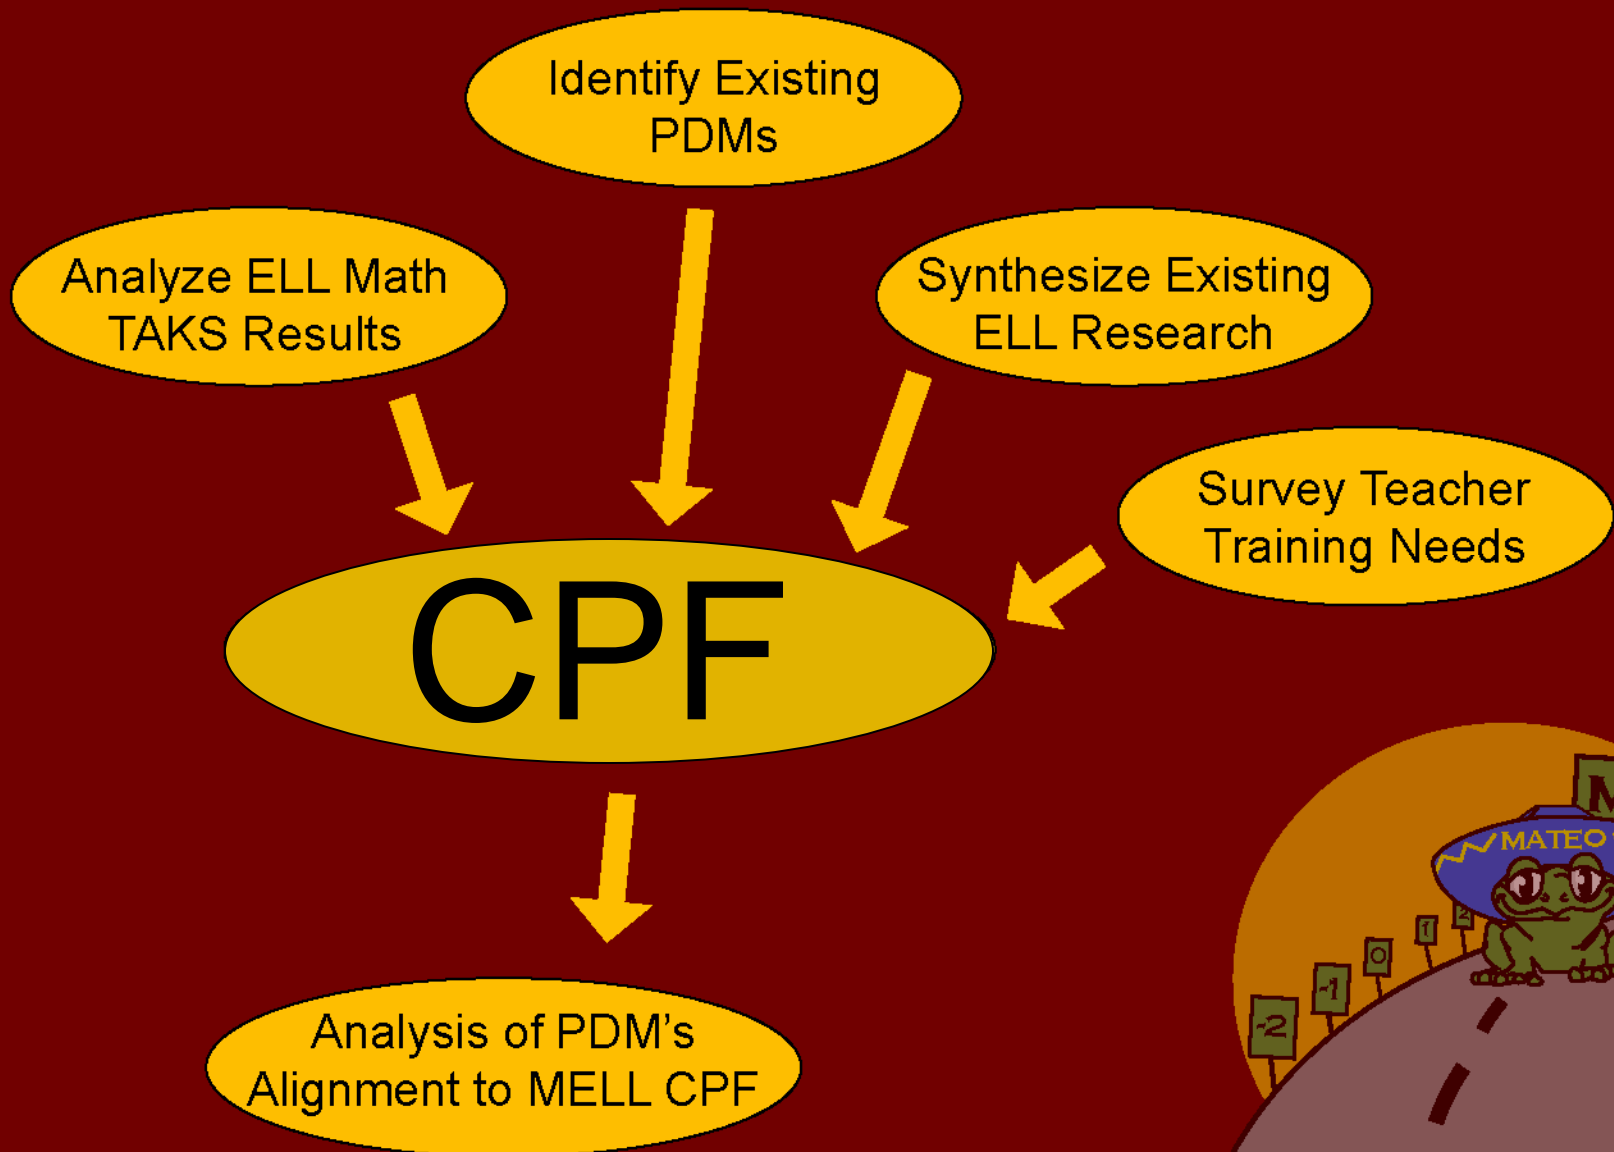 Identify Existing
PDMs
Analyze ELL Math
TAKS Results
Synthesize Existing
ELL Research
Survey Teacher
Training Needs
CPF
Analysis of PDM’s
Alignment to MELL CPF
M
MATEO
-2
-1
0
1
2